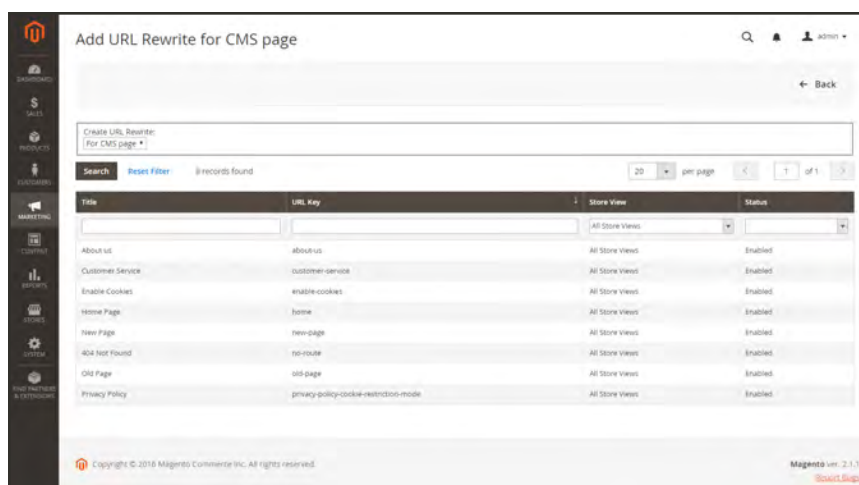 Add URL Rewrite for CMS page
admin
DASHBOARD
← Back
SALES
Create URL Rewrite:
For CMS page
PRODUCTS
Search Reset Filter 8 records found 20 per page 1 of 1
CUSTOMERS
Title URL Key Store View Status
MARKETING
All Store Views
CONTENT
About us about-us All Store Views Enabled
Customer Service customer-service All Store Views Enabled
REPORTS
Enable Cookies enable-cookies All Store Views Enabled
Home Page home All Store Views Enabled
STORES
New Page new-page All Store Views Enabled
404 Not Found no-route All Store Views Enabled
SYSTEM
Old Page old-page All Store Views Enabled
FIND PARTNERS
& EXTENSIONS
Privacy Policy privacy-policy-cookie-restriction-mode All Store Views Enabled
Copyright © 2016 Magento Commerce Inc. All rights reserved.
Magento ver. 2.1.1
Report Bugs